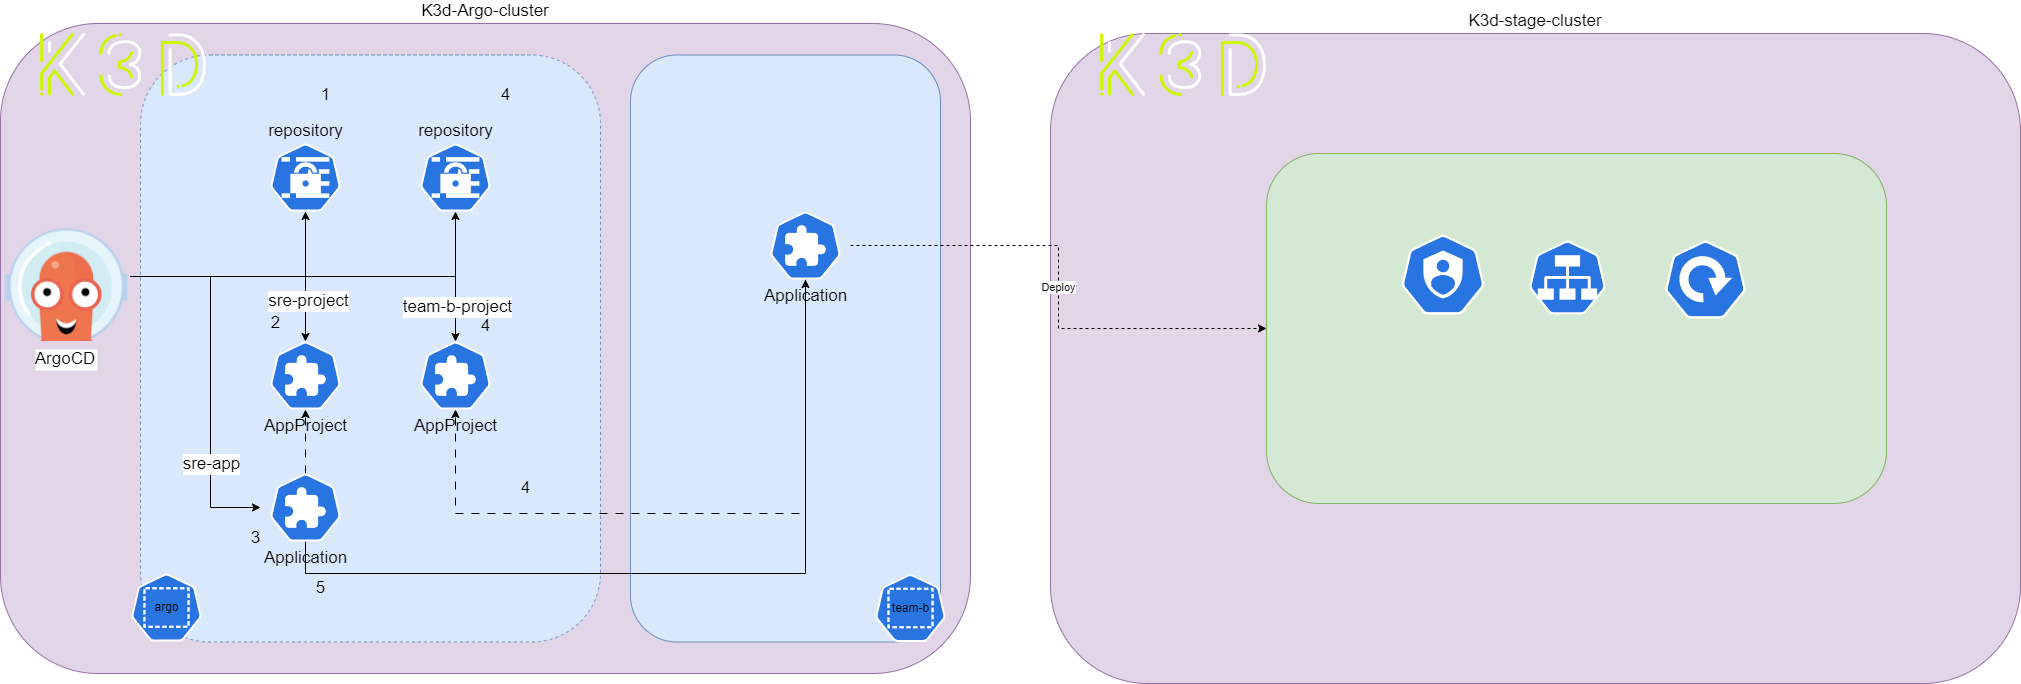 K3d-Argo-cluster
K3d-stage-cluster
K3D
K3D
1
4
repository
repository
sre-project
team-b-project
2
4
Application
Deploy
ArgoCD
AppProject
AppProject
sre-app
4
3
Application
5
argo
team-b